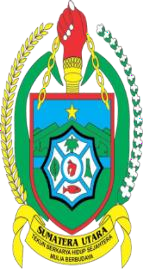 SUMATERA UTARA
TEKUN BERKARYA HIDUP SEJAHTERA
MULIA BERBUDAYA